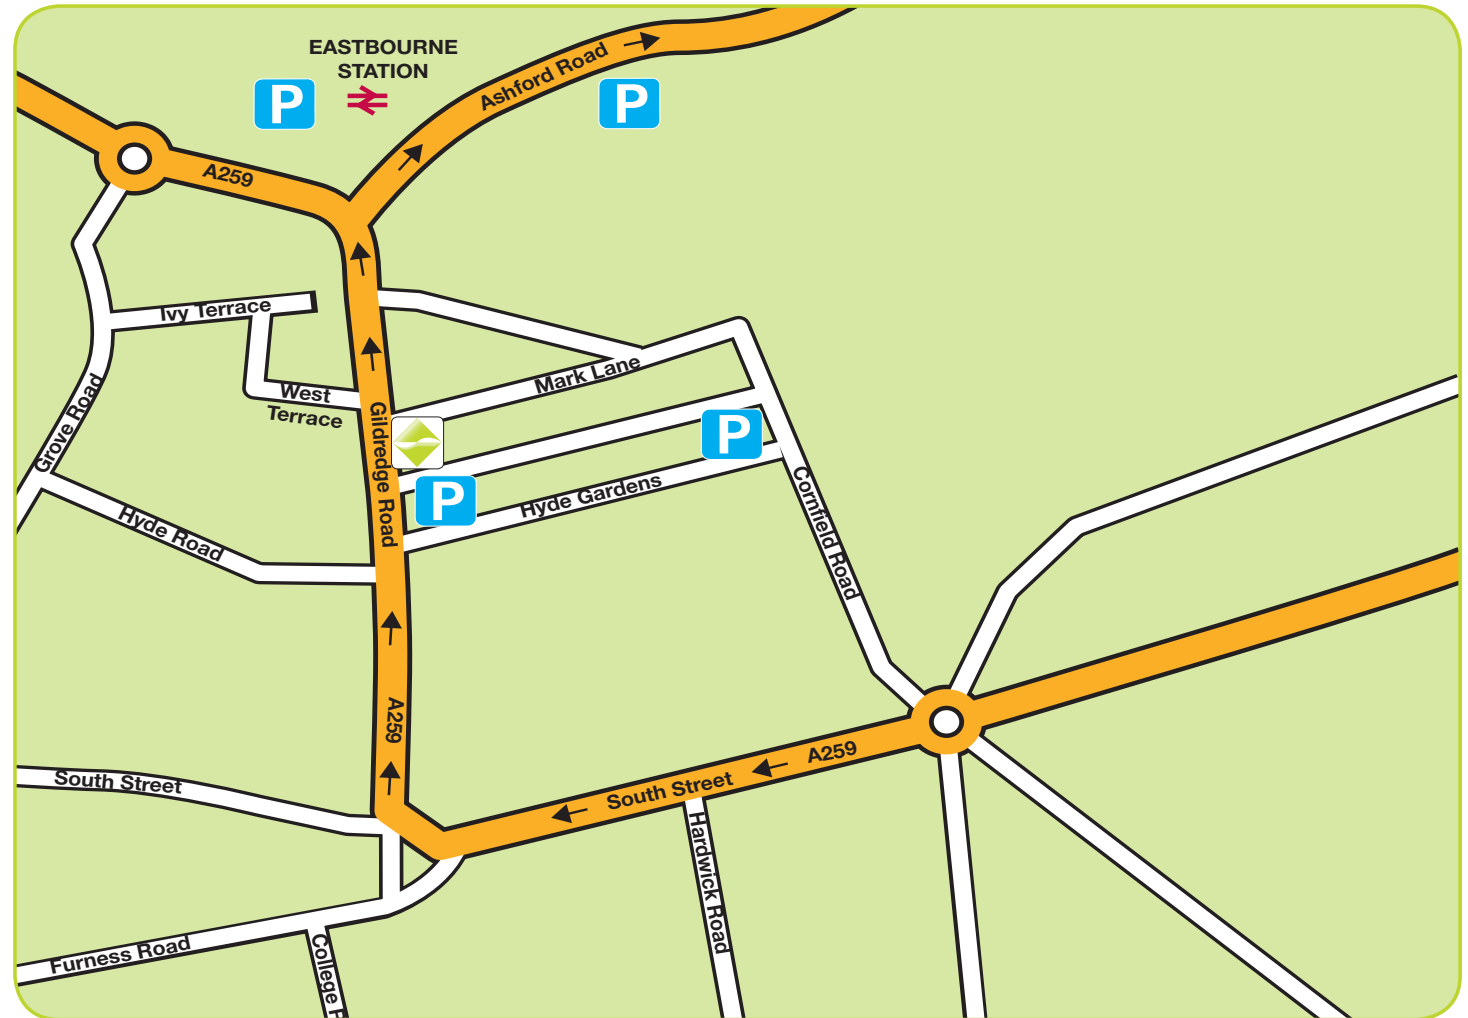 EASTBOURNE
STATION
P
P
Ashford Road
A259
Ivy Terrace
West
Terrace
Mark Lane
Grove Road
Gildredge Road
P
P
Hyde Gardens
Cornfield Road
Hyde Road
A259
A259
South Street
South Street
Hardwick Road
Furness Road
College